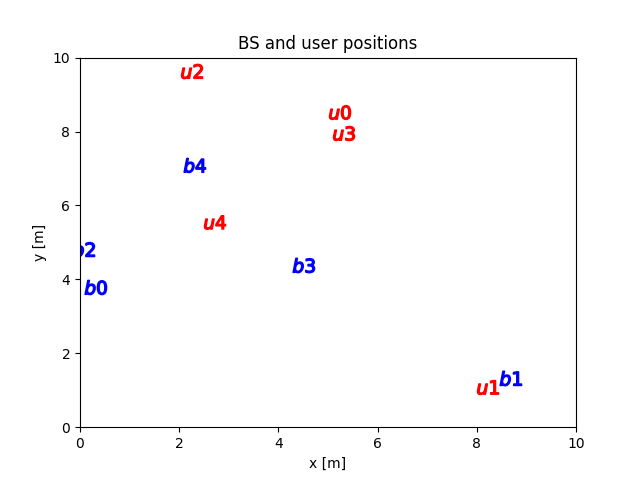 BS and user positions
10
u2
u0
u3
8
b4
6
u4
b2
y [m]
b3
4
b0
2
b1
u1
0
0 2 4 6 8 10
x [m]